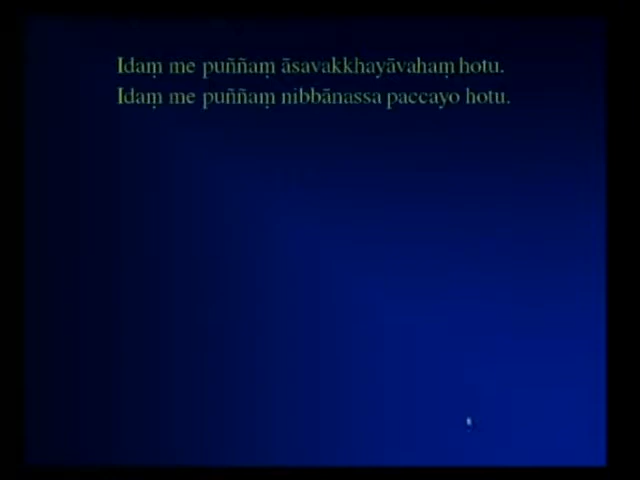 Idaṃ me puññaṃ āsavakkhayāvahaṃ hotu.
Idaṃ me puññaṃ nibbānassa paccayo hotu.